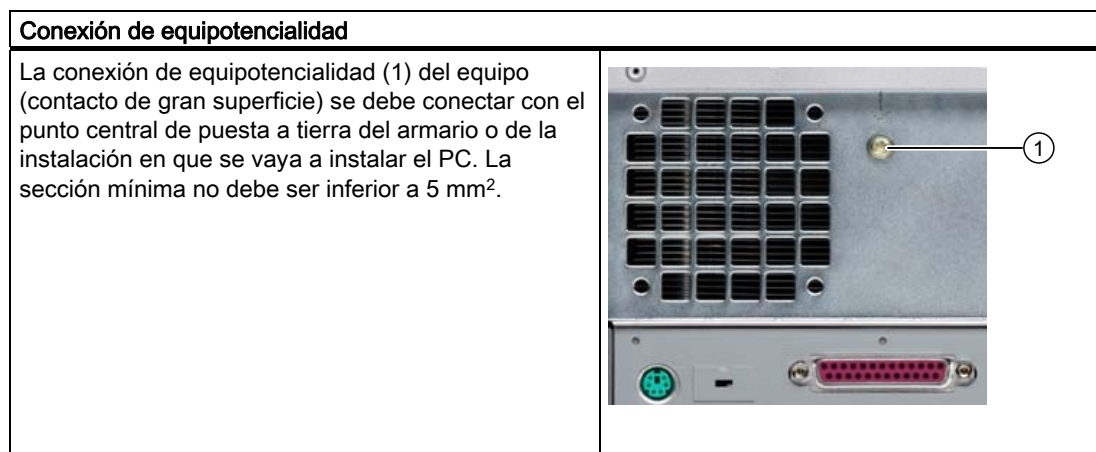 Conexión de equipotencialidad
La conexión de equipotencialidad (1) del equipo
(contacto de gran superficie) se debe conectar con el
punto central de puesta a tierra del armario o de la
instalación en que se vaya a instalar el PC. La
sección mínima no debe ser inferior a 5 mm².
1